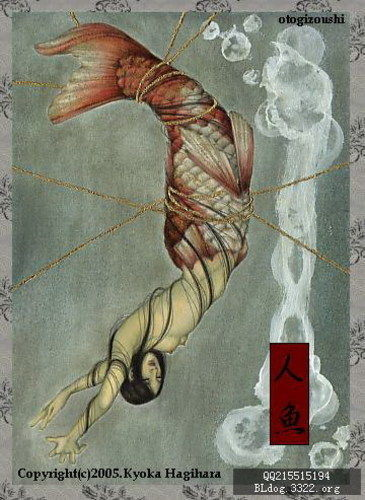 otogizoushi
人
魚
Copyright(c)2005.Kyoka Hagihara
QQ215515194
BLdog.3322.org